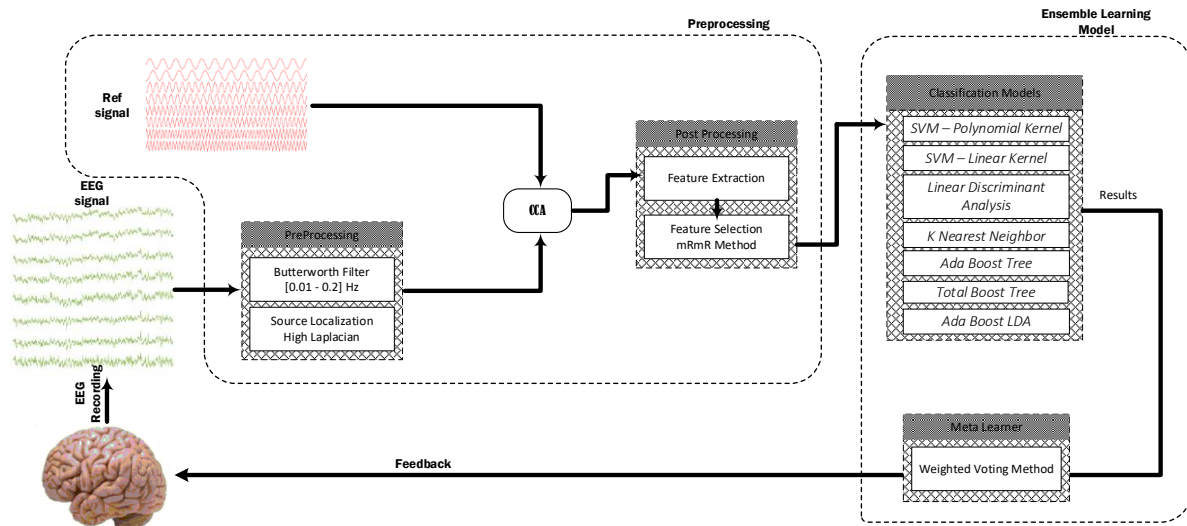 Preprocessing
Ensemble Learning
Model
Ref
signal
EEG
signal
EEG
Recording
PreProcessing
Butterworth Filter
[0.01 - 0.2] Hz
Source Localization
High Laplacian
CCA
Post Processing
Feature Extraction
Feature Selection
mRmR Method
Classification Models
SVM – Polynomial Kernel
SVM – Linear Kernel
Linear Discriminant
Analysis
K Nearest Neighbor
Ada Boost Tree
Total Boost Tree
Ada Boost LDA
Results
Meta Learner
Weighted Voting Method
Feedback